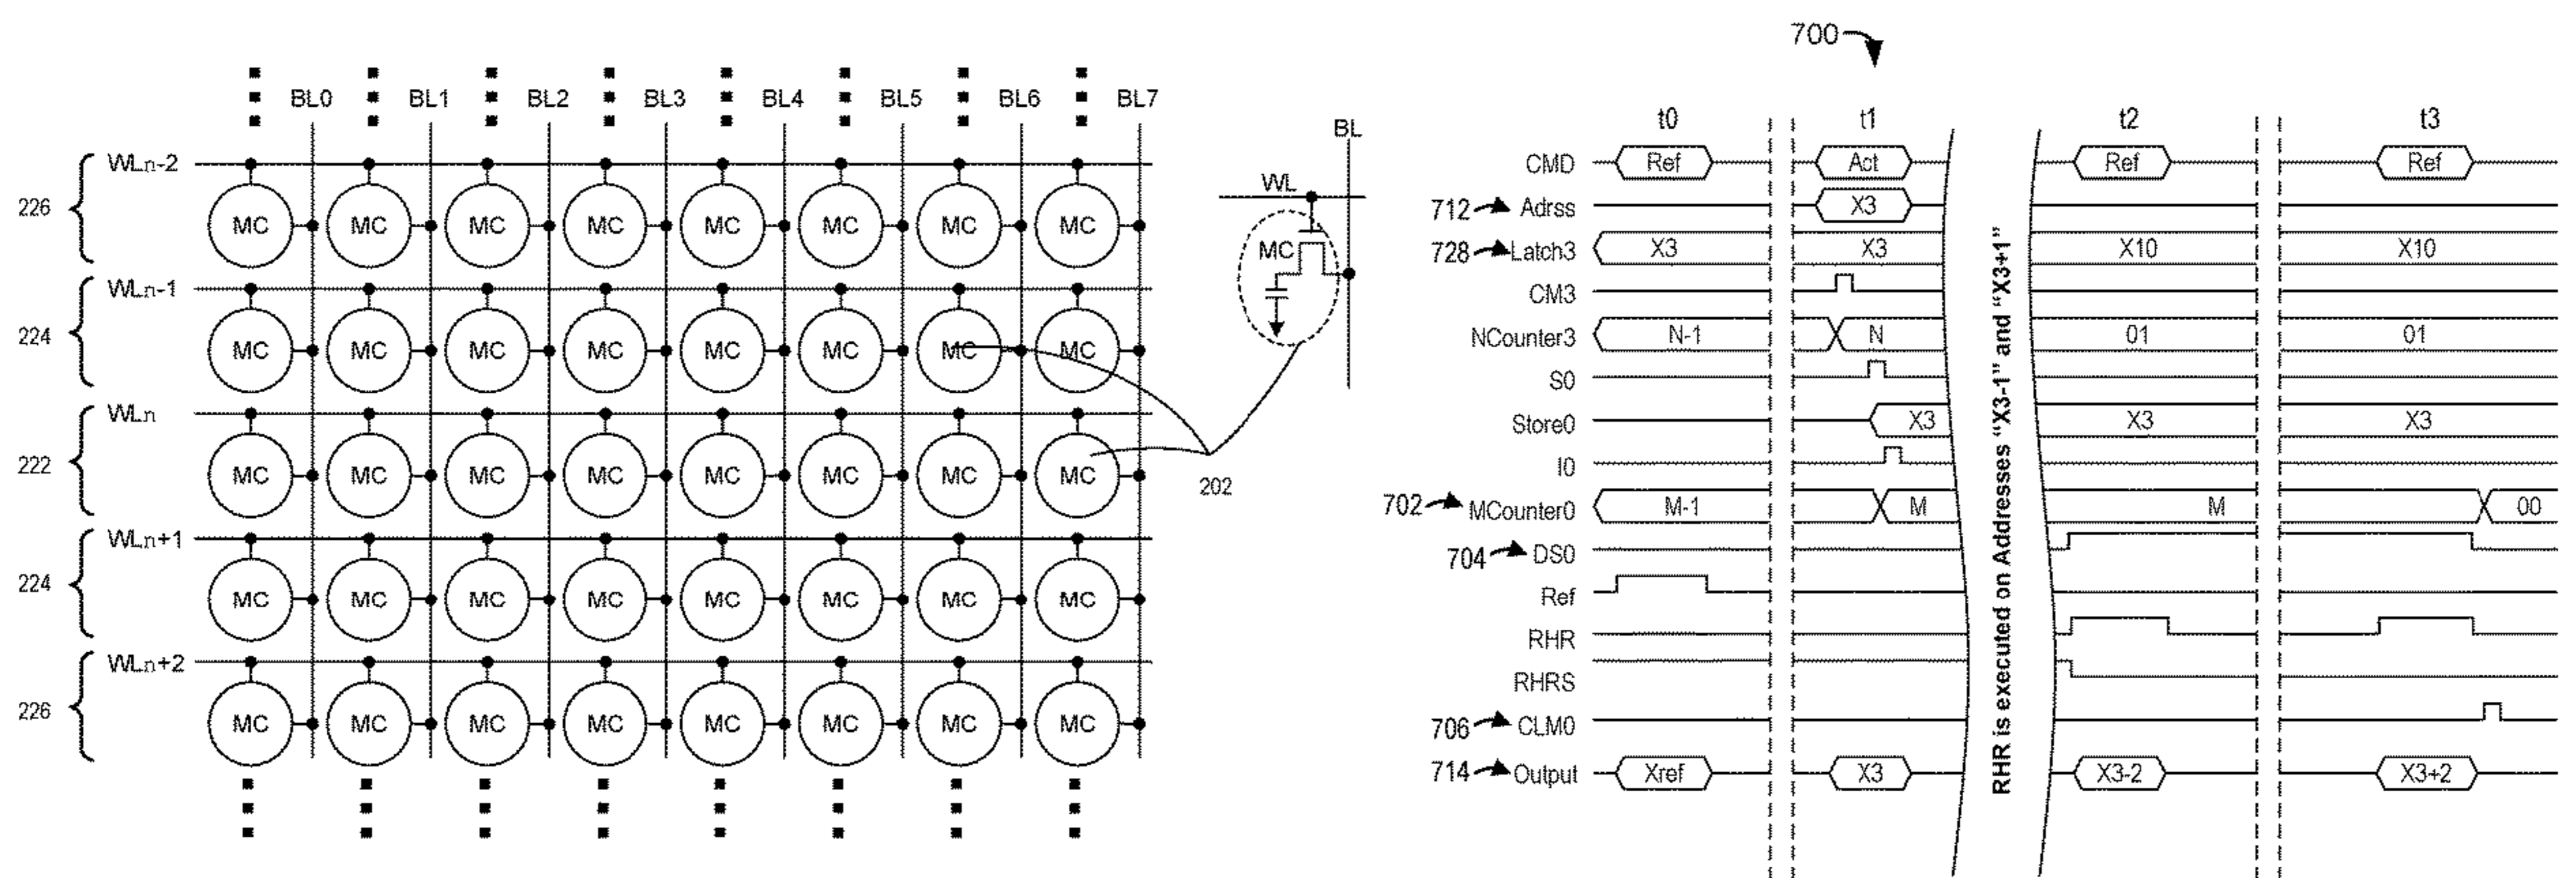 BL0 BL1 BL2 BL3 BL4 BL5 BL6 BL7
WLn-2
226 MC MC MC MC MC MC MC MC
WLn-1
224 MC MC MC MC MC MC MC MC
WLn
222 MC MC MC MC MC MC MC MC
WLn+1
224 MC MC MC MC MC MC MC MC
WLn+2
226 MC MC MC MC MC MC MC MC
BL
WL
MC
202
700
t0 t1 t2 t3
CMD Ref Act Ref Ref
712 Adrss X3
728 Latch3 X3 X3 X10 X10
CM3
NCounter3 N-1 N 01 01
S0
Store0 X3 X3 X3
I0
702 MCounter0 M-1 M M 00
704 DS0
Ref
RHR
RHRS
706 CLM0
714 Output Xref X3 X3-2 X3+2
RHR is executed on Addresses “X3-1” and “X3+1”